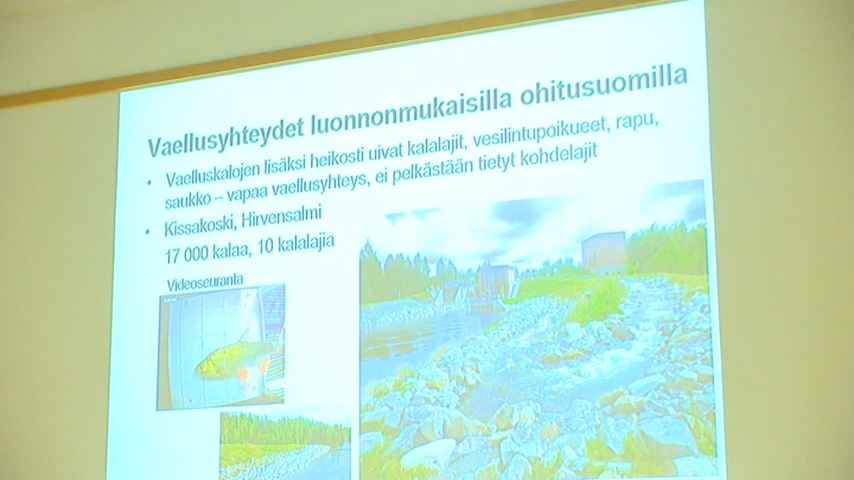 Vaellusyhteydet luonnonmukaisilla ohitusuomilla
• Vaelluskalojen lisäksi heikosti uivat kalalajit, vesilintupoikueet, rapu,
saukko – vapaa vaellusyhteys, ei pelkästään tietyt kohdelajit
• Kissakoski, Hirvensalmi
17 000 kalaa, 10 kalalajia
Videoseuranta